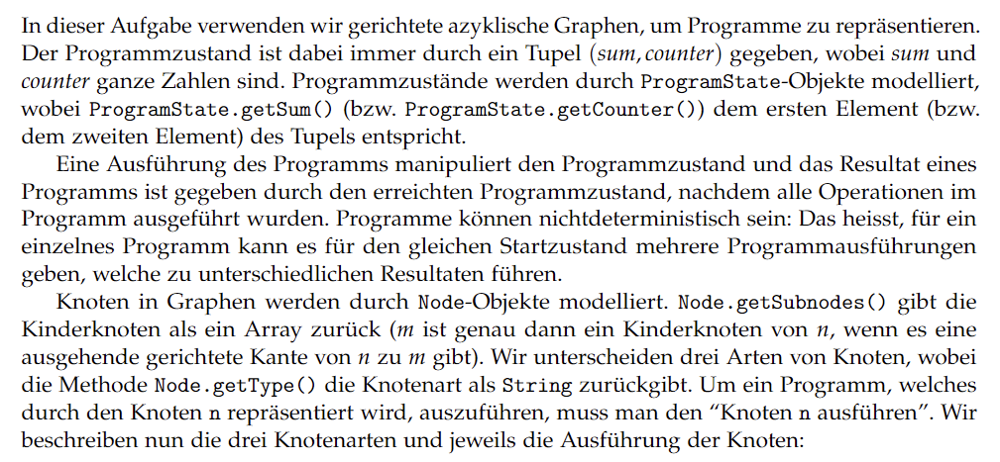 In dieser Aufgabe verwenden wir gerichtete azyklische Graphen, um Programme zu repräsentieren.
Der Programmzustand ist dabei immer durch ein Tupel (sum, counter) gegeben, wobei sum und
counter ganze Zahlen sind. Programmzustände werden durch ProgramState-Objekte modelliert,
wobei ProgramState.getSum() (bzw. ProgramState.getCounter()) dem ersten Element (bzw.
dem zweiten Element) des Tupels entspricht.
Eine Ausführung des Programms manipuliert den Programmzustand und das Resultat eines
Programms ist gegeben durch den erreichten Programmzustand, nachdem alle Operationen im
Programm ausgeführt wurden. Programme können nichtdeterministisch sein: Das heisst, für ein
einzelnes Programm kann es für den gleichen Startzustand mehrere Programmausführungen
geben, welche zu unterschiedlichen Resultaten führen.
Knoten in Graphen werden durch Node-Objekte modelliert. Node.getSubnodes() gibt die
Kinderknoten als ein Array zurück (m ist genau dann ein Kinderknoten von n, wenn es eine
ausgehende gerichtete Kante von n zu m gibt). Wir unterscheiden drei Arten von Knoten, wobei
die Methode Node.getType() die Knotenart als String zurückgibt. Um ein Programm, welches
durch den Knoten n repräsentiert wird, auszuführen, muss man den “Knoten n ausführen”. Wir
beschreiben nun die drei Knotenarten und jeweils die Ausführung der Knoten: